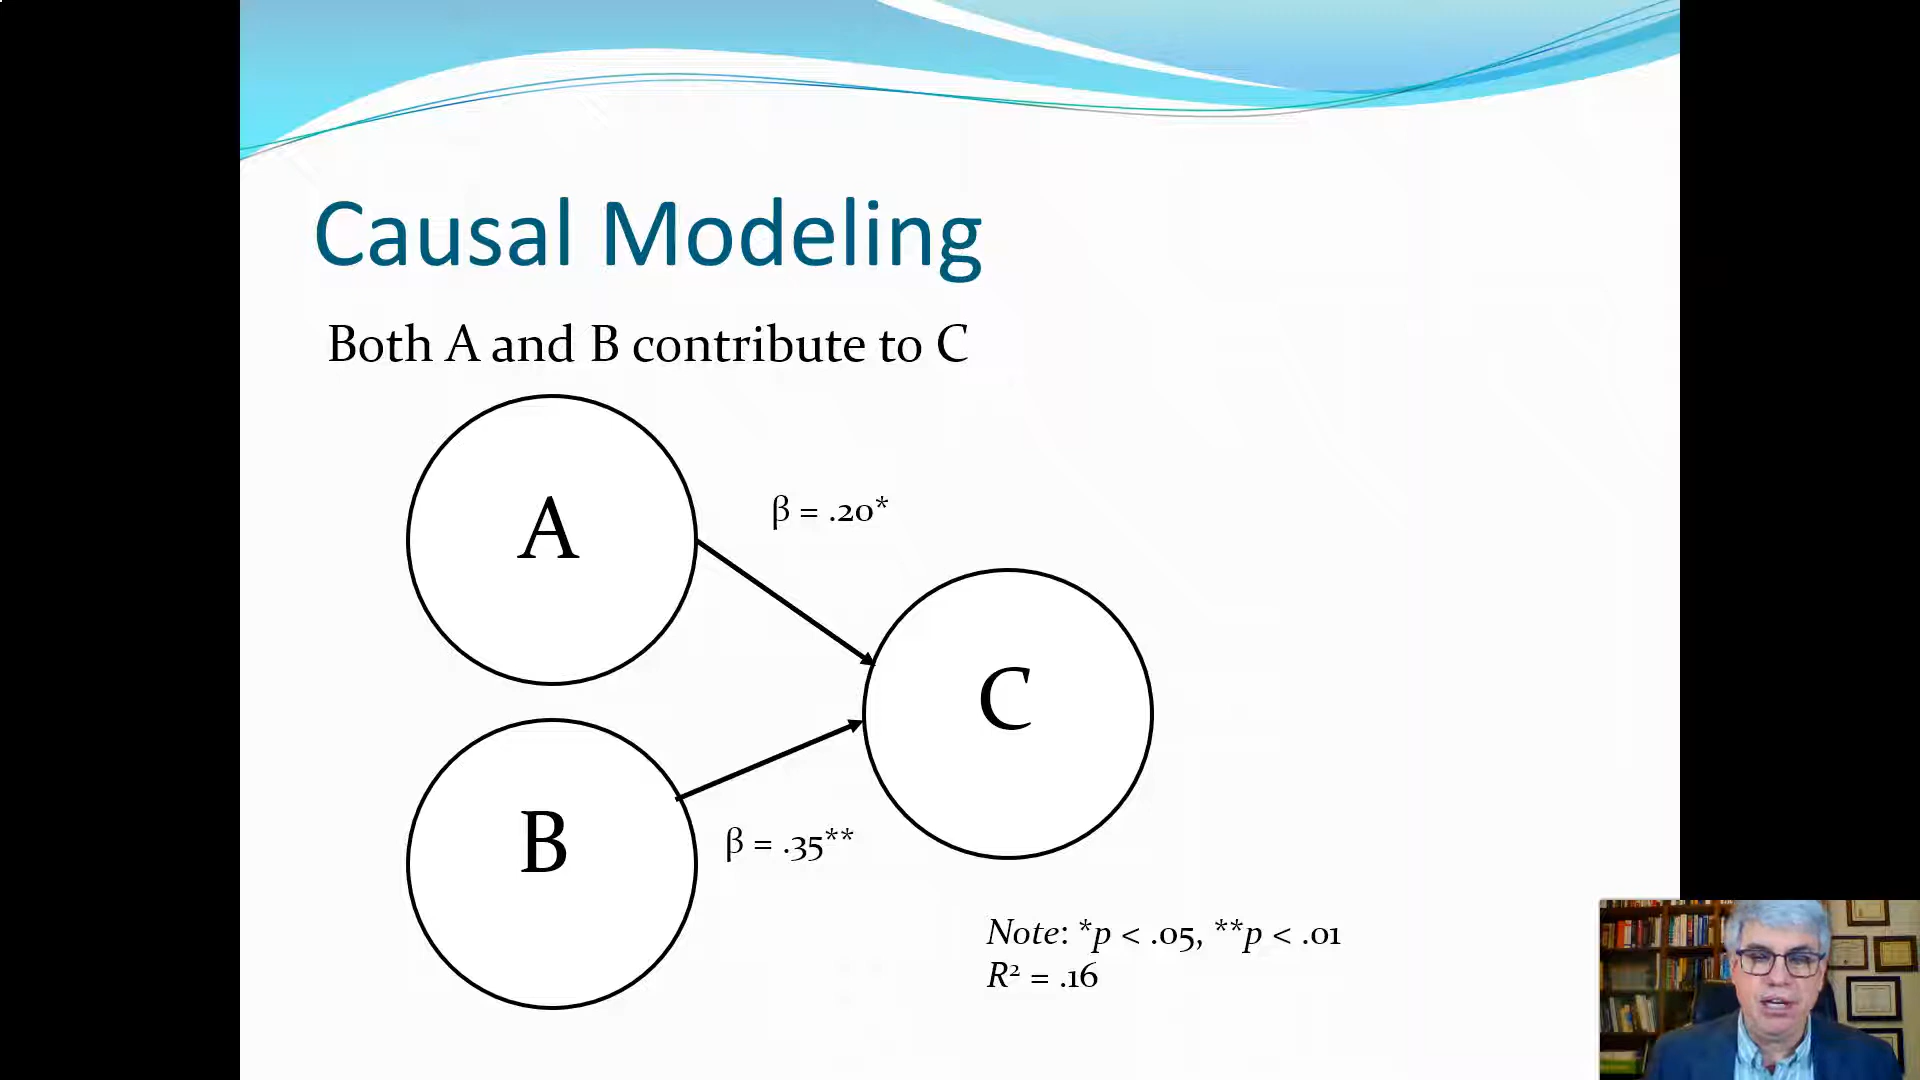 Causal Modeling
Both A and B contribute to C
A
β = .20*
C
B
β = .35**
Note: *p < .05, **p < .01
R² = .16